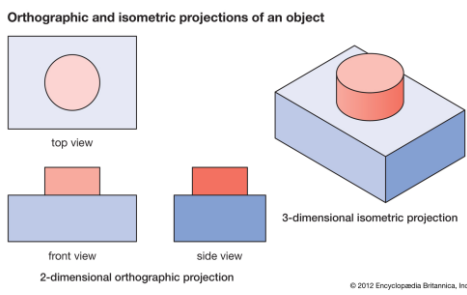 Orthographic and isometric projections of an object
top view
front view
side view
2-dimensional orthographic projection
3-dimensional isometric projection
© 2012 Encyclopædia Britannica, Inc